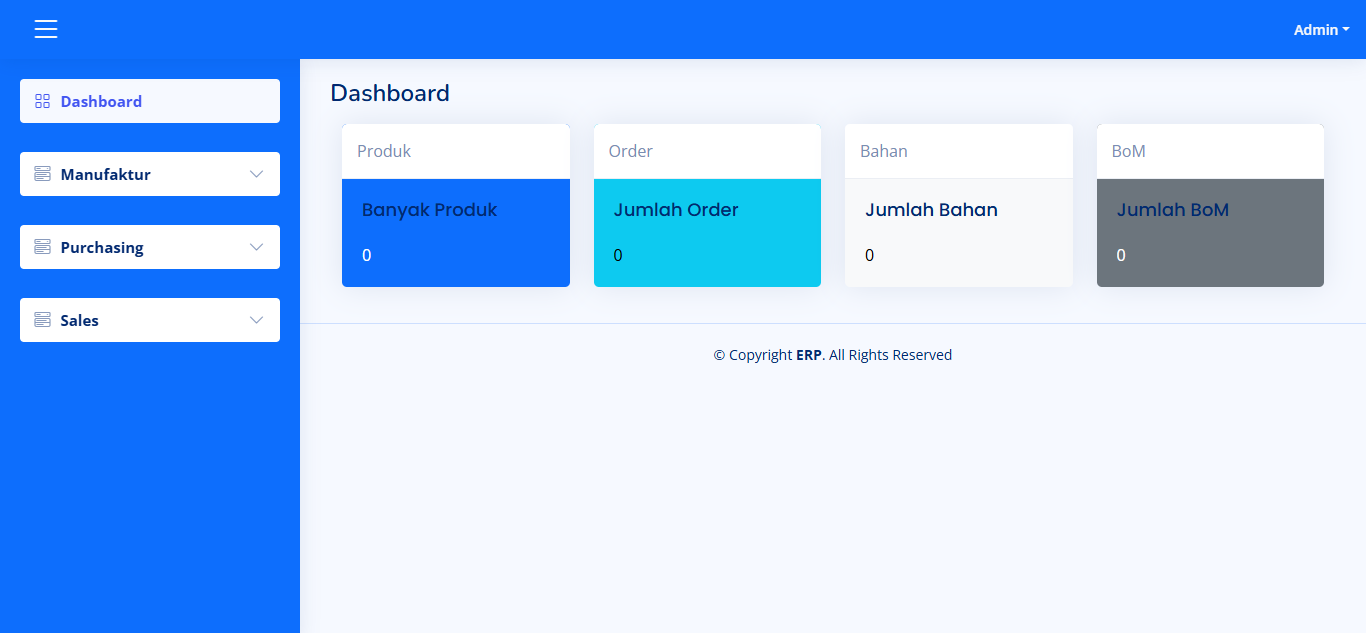 Admin
Dashboard
Manufaktur
Purchasing
Sales
Dashboard
Produk
Banyak Produk
0
Order
Jumlah Order
0
Bahan
Jumlah Bahan
0
BoM
Jumlah BoM
0
© Copyright ERP. All Rights Reserved